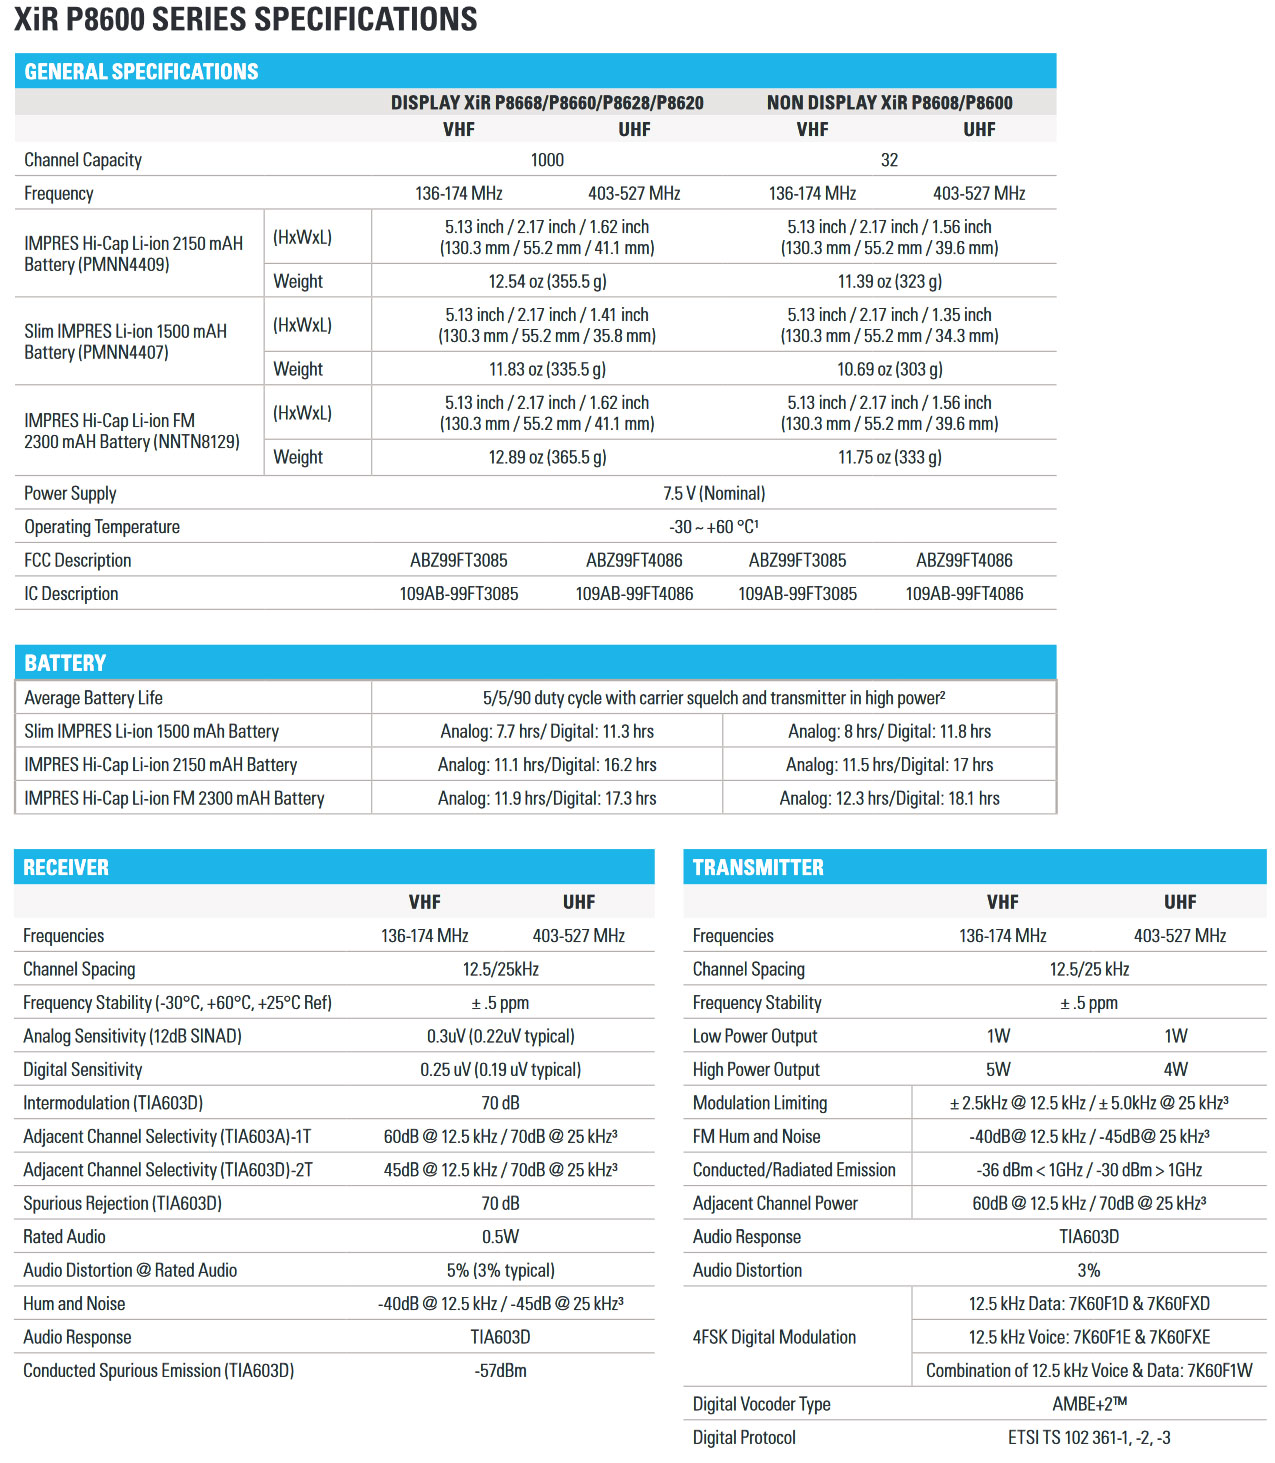 XiR P8600 SERIES SPECIFICATIONS
GENERAL SPECIFICATIONS
DISPLAY XiR P8668/P8660/P8628/P8620 NON DISPLAY XiR P8608/P8600
VHF UHF VHF UHF
Channel Capacity 1000 32
Frequency 136-174 MHz 403-527 MHz 136-174 MHz 403-527 MHz
IMPRES Hi-Cap Li-ion 2150 mAH
Battery (PMNN4409)
(HxWxL) 5.13 inch / 2.17 inch / 1.62 inch 5.13 inch / 2.17 inch / 1.56 inch
(130.3 mm / 55.2 mm / 41.1 mm) (130.3 mm / 55.2 mm / 39.6 mm)
Weight 12.54 oz (355.5 g) 11.39 oz (323 g)
Slim IMPRES Li-ion 1500 mAH
Battery (PMNN4407)
(HxWxL) 5.13 inch / 2.17 inch / 1.41 inch 5.13 inch / 2.17 inch / 1.35 inch
(130.3 mm / 55.2 mm / 35.8 mm) (130.3 mm / 55.2 mm / 34.3 mm)
Weight 11.83 oz (335.5 g) 10.69 oz (303 g)
IMPRES Hi-Cap Li-ion FM
2300 mAH Battery (NNTN8129)
(HxWxL) 5.13 inch / 2.17 inch / 1.62 inch 5.13 inch / 2.17 inch / 1.56 inch
(130.3 mm / 55.2 mm / 41.1 mm) (130.3 mm / 55.2 mm / 39.6 mm)
Weight 12.89 oz (365.5 g) 11.75 oz (333 g)
Power Supply 7.5 V (Nominal)
Operating Temperature -30 ~ +60 °C¹
FCC Description ABZ99FT3085 ABZ99FT4086 ABZ99FT3085 ABZ99FT4086
IC Description 109AB-99FT3085 109AB-99FT4086 109AB-99FT3085 109AB-99FT4086
BATTERY
Average Battery Life 5/5/90 duty cycle with carrier squelch and transmitter in high power²
Slim IMPRES Li-ion 1500 mAh Battery Analog: 7.7 hrs/ Digital: 11.3 hrs Analog: 8 hrs/ Digital: 11.8 hrs
IMPRES Hi-Cap Li-ion 2150 mAH Battery Analog: 11.1 hrs/Digital: 16.2 hrs Analog: 11.5 hrs/Digital: 17 hrs
IMPRES Hi-Cap Li-ion FM 2300 mAH Battery Analog: 11.9 hrs/Digital: 17.3 hrs Analog: 12.3 hrs/Digital: 18.1 hrs
RECEIVER
VHF UHF
Frequencies 136-174 MHz 403-527 MHz
Channel Spacing 12.5/25kHz
Frequency Stability (-30°C, +60°C, +25°C Ref) ± .5 ppm
Analog Sensitivity (12dB SINAD) 0.3uV (0.22uV typical)
Digital Sensitivity 0.25 uV (0.19 uV typical)
Intermodulation (TIA603D) 70 dB
Adjacent Channel Selectivity (TIA603A)-1T 60dB @ 12.5 kHz / 70dB @ 25 kHz³
Adjacent Channel Selectivity (TIA603D)-2T 45dB @ 12.5 kHz / 70dB @ 25 kHz³
Spurious Rejection (TIA603D) 70 dB
Rated Audio 0.5W
Audio Distortion @ Rated Audio 5% (3% typical)
Hum and Noise -40dB @ 12.5 kHz / -45dB @ 25 kHz³
Audio Response TIA603D
Conducted Spurious Emission (TIA603D) -57dBm
TRANSMITTER
VHF UHF
Frequencies 136-174 MHz 403-527 MHz
Channel Spacing 12.5/25 kHz
Frequency Stability ± .5 ppm
Low Power Output 1W 1W
High Power Output 5W 4W
Modulation Limiting ± 2.5kHz @ 12.5 kHz / ± 5.0kHz @ 25 kHz³
FM Hum and Noise -40dB@ 12.5 kHz / -45dB@ 25 kHz³
Conducted/Radiated Emission -36 dBm < 1GHz / -30 dBm > 1GHz
Adjacent Channel Power 60dB @ 12.5 kHz / 70dB @ 25 kHz³
Audio Response TIA603D
Audio Distortion 3%
4FSK Digital Modulation
12.5 kHz Data: 7K60F1D & 7K60FXD
12.5 kHz Voice: 7K60F1E & 7K60FXE
Combination of 12.5 kHz Voice & Data: 7K60F1W
Digital Vocoder Type AMBE+2™
Digital Protocol ETSI TS 102 361-1, -2, -3